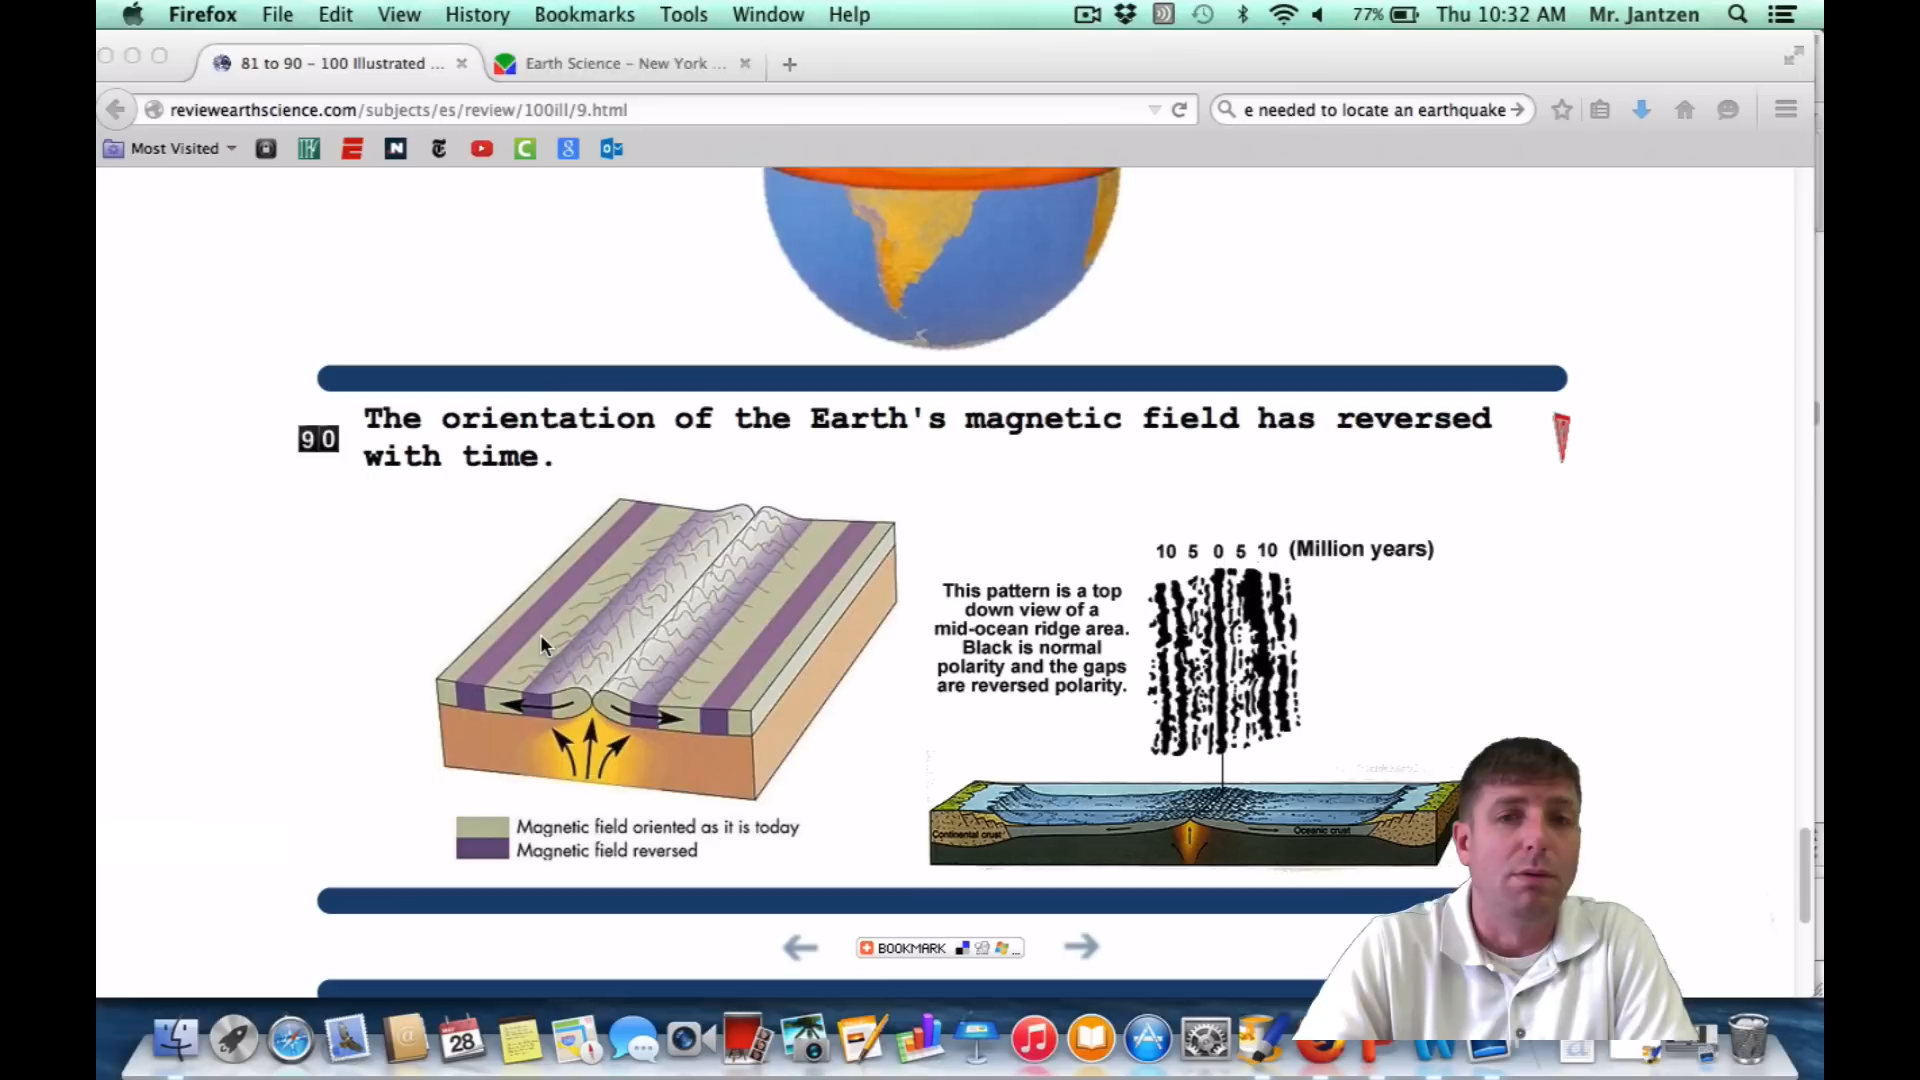 Firefox File Edit View History Bookmarks Tools Window Help 77% Thu 10:32 AM Mr. Jantzen
81 to 90 – 100 Illustrated ... Earth Science – New York ...
reviewearthscience.com/subjects/es/review/100ill/9.html e needed to locate an earthquake
Most Visited
90 The orientation of the Earth's magnetic field has reversed
with time.
10 5 0 5 10 (Million years)
This pattern is a top
down view of a
mid-ocean ridge area.
Black is normal
polarity and the gaps
are reversed polarity.
Continental crust Oceanic crust
Magnetic field oriented as it is today
Magnetic field reversed
BOOKMARK ...
28